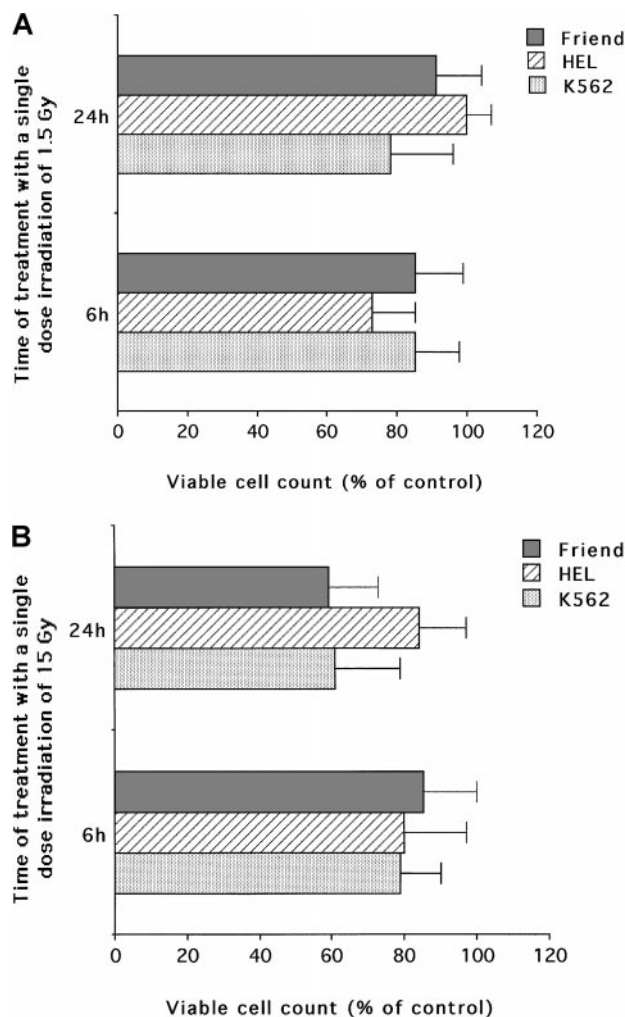 A
Friend
HEL
K562
Time of treatment with a single
dose irradiation of 1.5 Gy
24h
6h
0 20 40 60 80 100 120
Viable cell count (% of control)
B
Friend
HEL
K562
Time of treatment with a single
dose irradiation of 15 Gy
24h
6h
0 20 40 60 80 100 120
Viable cell count (% of control)